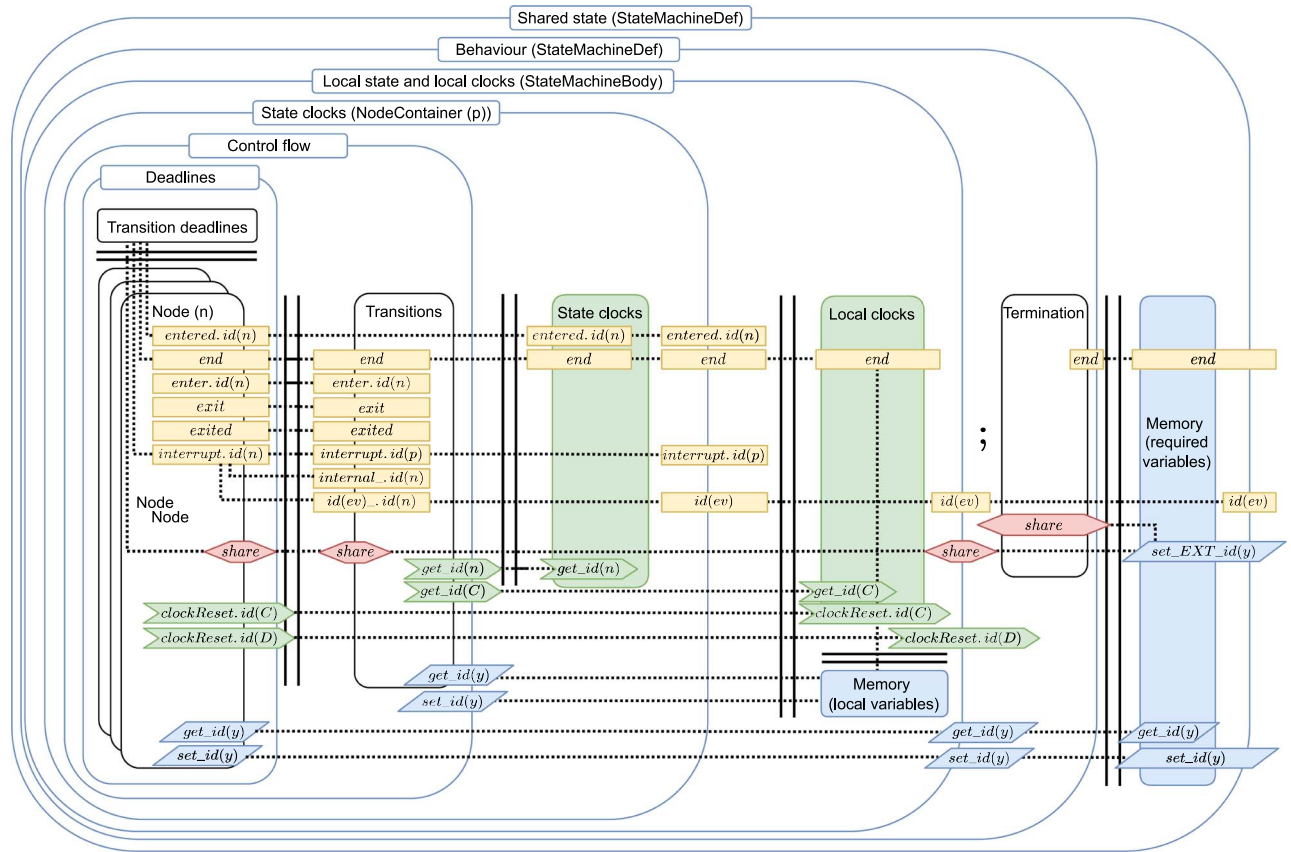 Shared state (StateMachineDef)
Behaviour (StateMachineDef)
Local state and local clocks (StateMachineBody)
State clocks (NodeContainer (p))
Control flow
Deadlines
Transition deadlines
Node (n)
Transitions
State clocks
Local clocks
Termination
entered.id(n)
entered.id(n)
entered.id(n)
end
end
end
end
end
end
end
enter.id(n)
enter.id(n)
exit
exit
exited
exited
interrupt.id(n)
interrupt.id(p)
interrupt.id(p)
;
Memory
(required
variables)
internal_.id(n)
Node
Node
id(ev)_.id(n)
id(ev)
id(ev)
id(ev)
share
share
share
share
set_EXT_id(y)
get_id(n)
get_id(n)
get_id(C)
get_id(C)
clockReset.id(C)
clockReset.id(C)
clockReset.id(D)
clockReset.id(D)
get_id(y)
set_id(y)
Memory
(local variables)
get_id(y)
get_id(y)
get_id(y)
set_id(y)
set_id(y)
set_id(y)